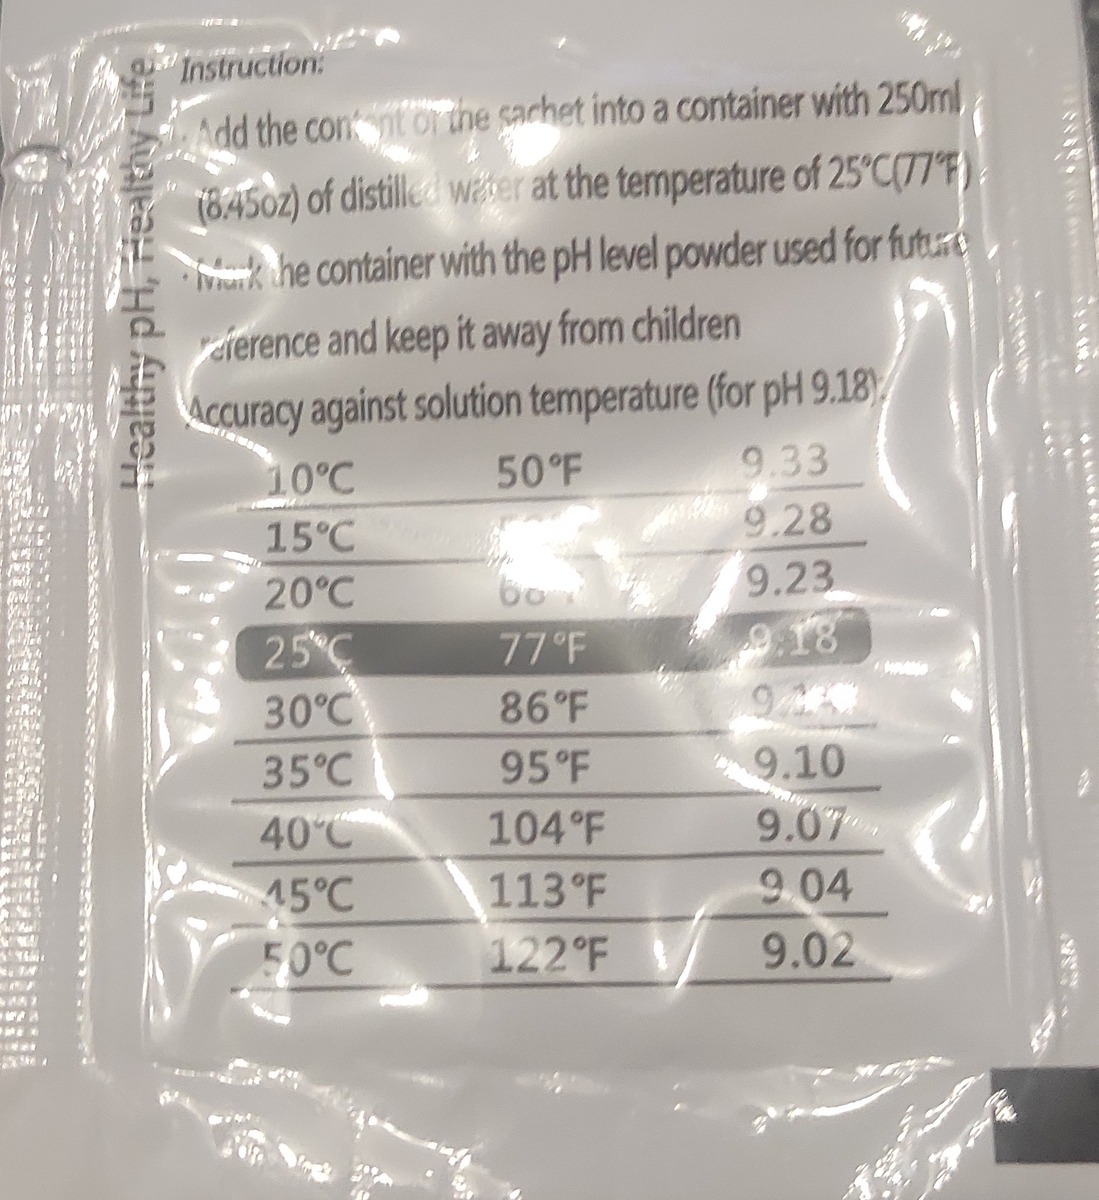 Healthy pH, Healthy Life
Instruction:
· Add the content of the sachet into a container with 250ml
(8.45oz) of distilled water at the temperature of 25°C(77°F)
· Mark the container with the pH level powder used for future
reference and keep it away from children
Accuracy against solution temperature (for pH 9.18):
10°C 50°F 9.33
15°C 9.28
20°C 9.23
25°C 77°F 9.18
30°C 86°F
35°C 95°F 9.10
40°C 104°F 9.07
45°C 113°F 9.04
50°C 122°F 9.02